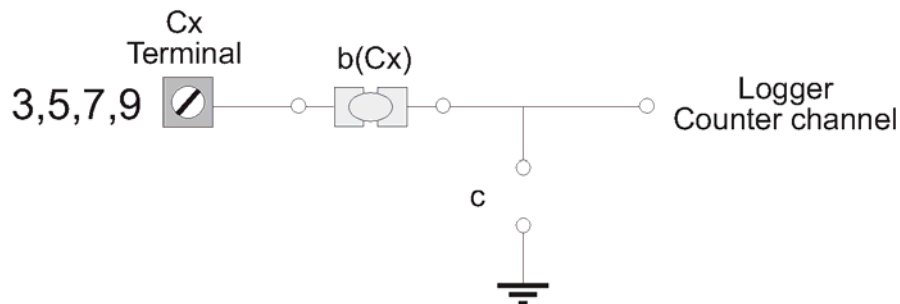 Cx
Terminal
b(Cx)
3,5,7,9
Logger
Counter channel
c